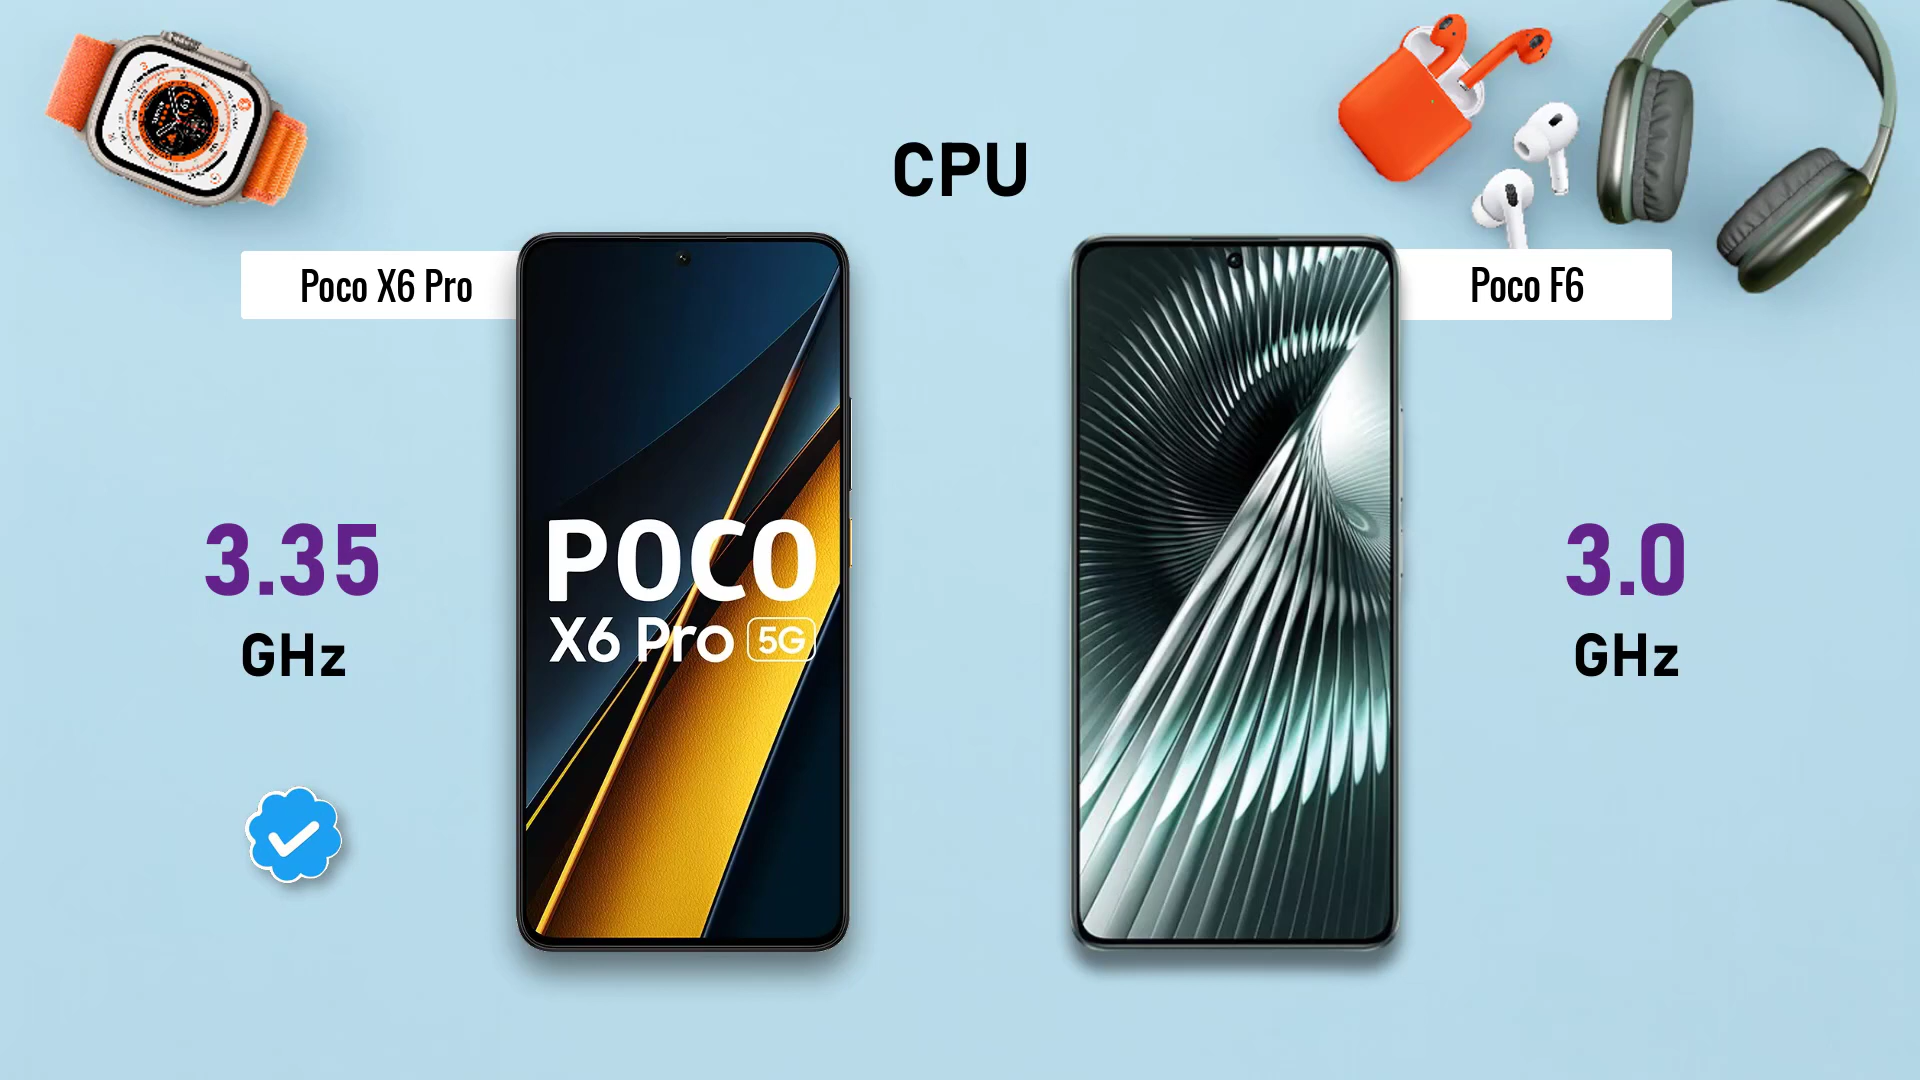 CPU
Poco X6 Pro
Poco F6
3.35
GHz
POCO
X6 Pro 5G
3.0
GHz